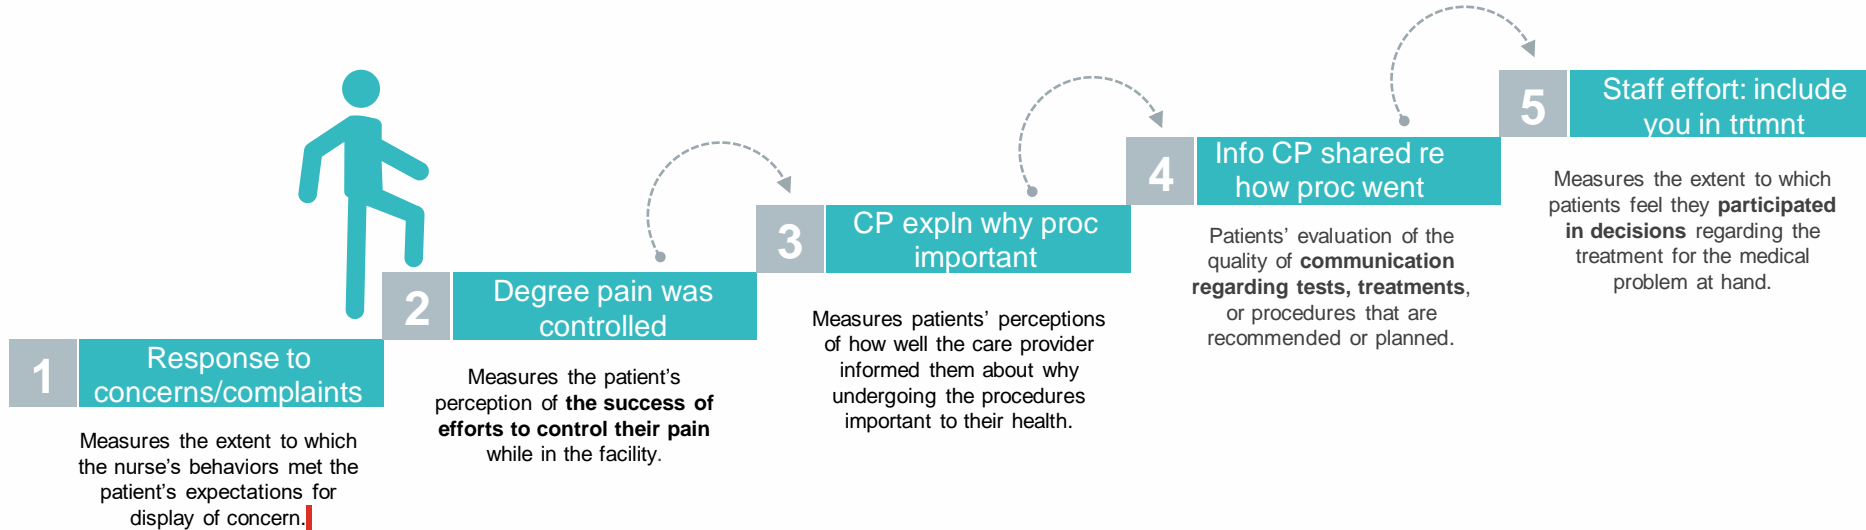 1
Response to
concerns/complaints
Measures the extent to which
the nurse's behaviors met the
patient's expectations for
display of concern.
2
Degree pain was
controlled
Measures the patient's
perception of the success of
efforts to control their pain
while in the facility.
3
CP expln why proc
important
Measures patients' perceptions
of how well the care provider
informed them about why
undergoing the procedures
important to their health.
4
Info CP shared re
how proc went
Patients' evaluation of the
quality of communication
regarding tests, treatments,
or procedures that are
recommended or planned.
5
Staff effort: include
you in trtmnt
Measures the extent to which
patients feel they participated
in decisions regarding the
treatment for the medical
problem at hand.